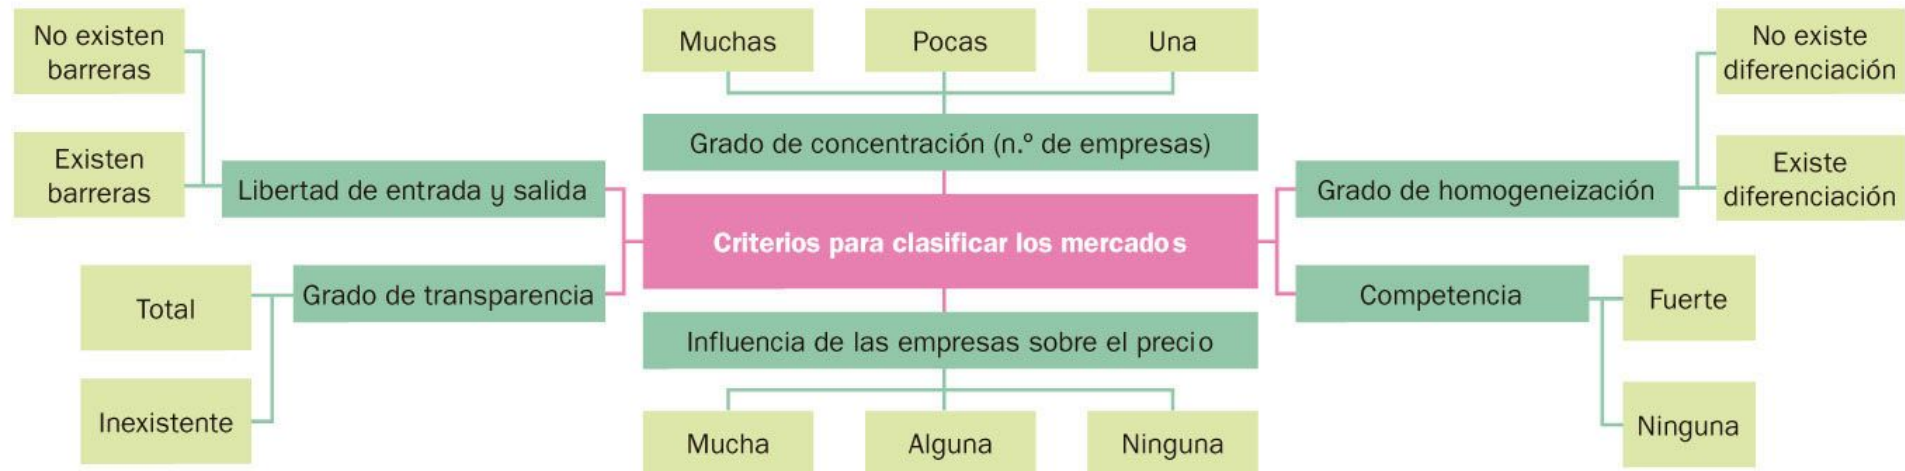 No existen
barreras
Existen
barreras
Libertad de entrada y salida
Total
Inexistente
Grado de transparencia
Muchas
Pocas
Una
Grado de concentración (n.º de empresas)
Criterios para clasificar los mercados
Influencia de las empresas sobre el precio
Mucha
Alguna
Ninguna
No existe
diferenciación
Existe
diferenciación
Grado de homogeneización
Competencia
Fuerte
Ninguna